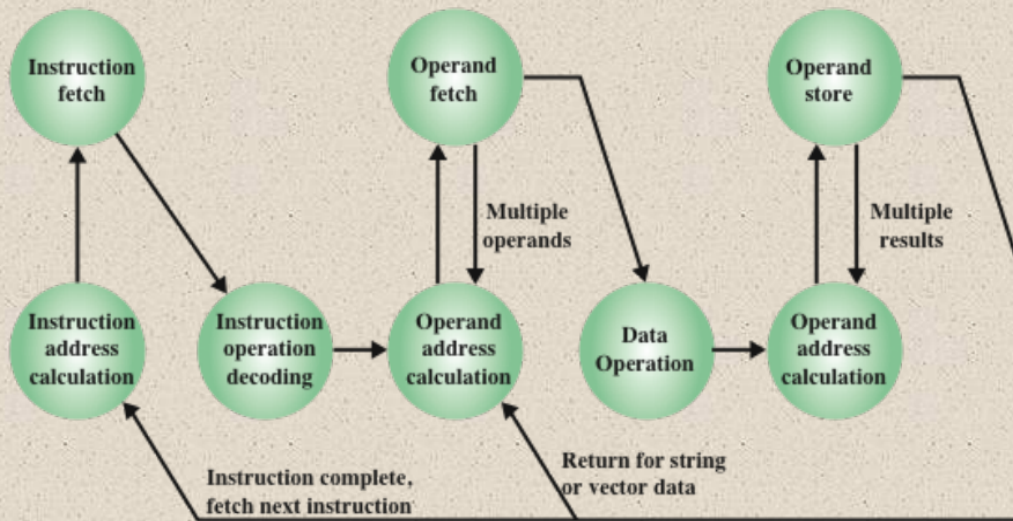 Instruction
fetch
Operand
fetch
Operand
store
Multiple
operands
Multiple
results
Instruction
address
calculation
Instruction
operation
decoding
Operand
address
calculation
Data
Operation
Operand
address
calculation
Instruction complete,
fetch next instruction
Return for string
or vector data